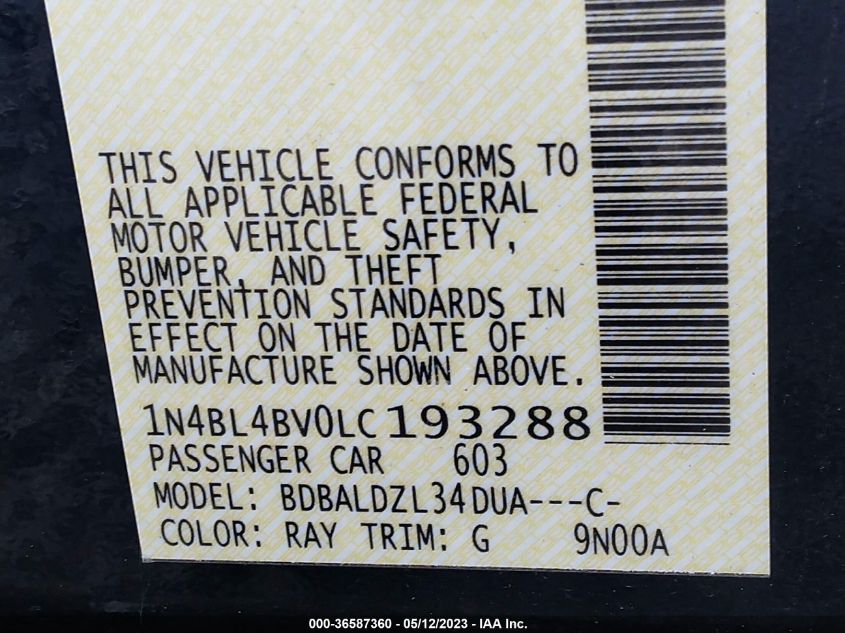 THIS VEHICLE CONFORMS TO
ALL APPLICABLE FEDERAL
MOTOR VEHICLE SAFETY,
BUMPER, AND THEFT
PREVENTION STANDARDS IN
EFFECT ON THE DATE OF
MANUFACTURE SHOWN ABOVE.
1N4BL4BV0LC193288
PASSENGER CAR 603
MODEL: BDBALDZL34DUA---C-
COLOR: RAY TRIM: G 9N00A
000-36587360 - 05/12/2023 - IAA Inc.